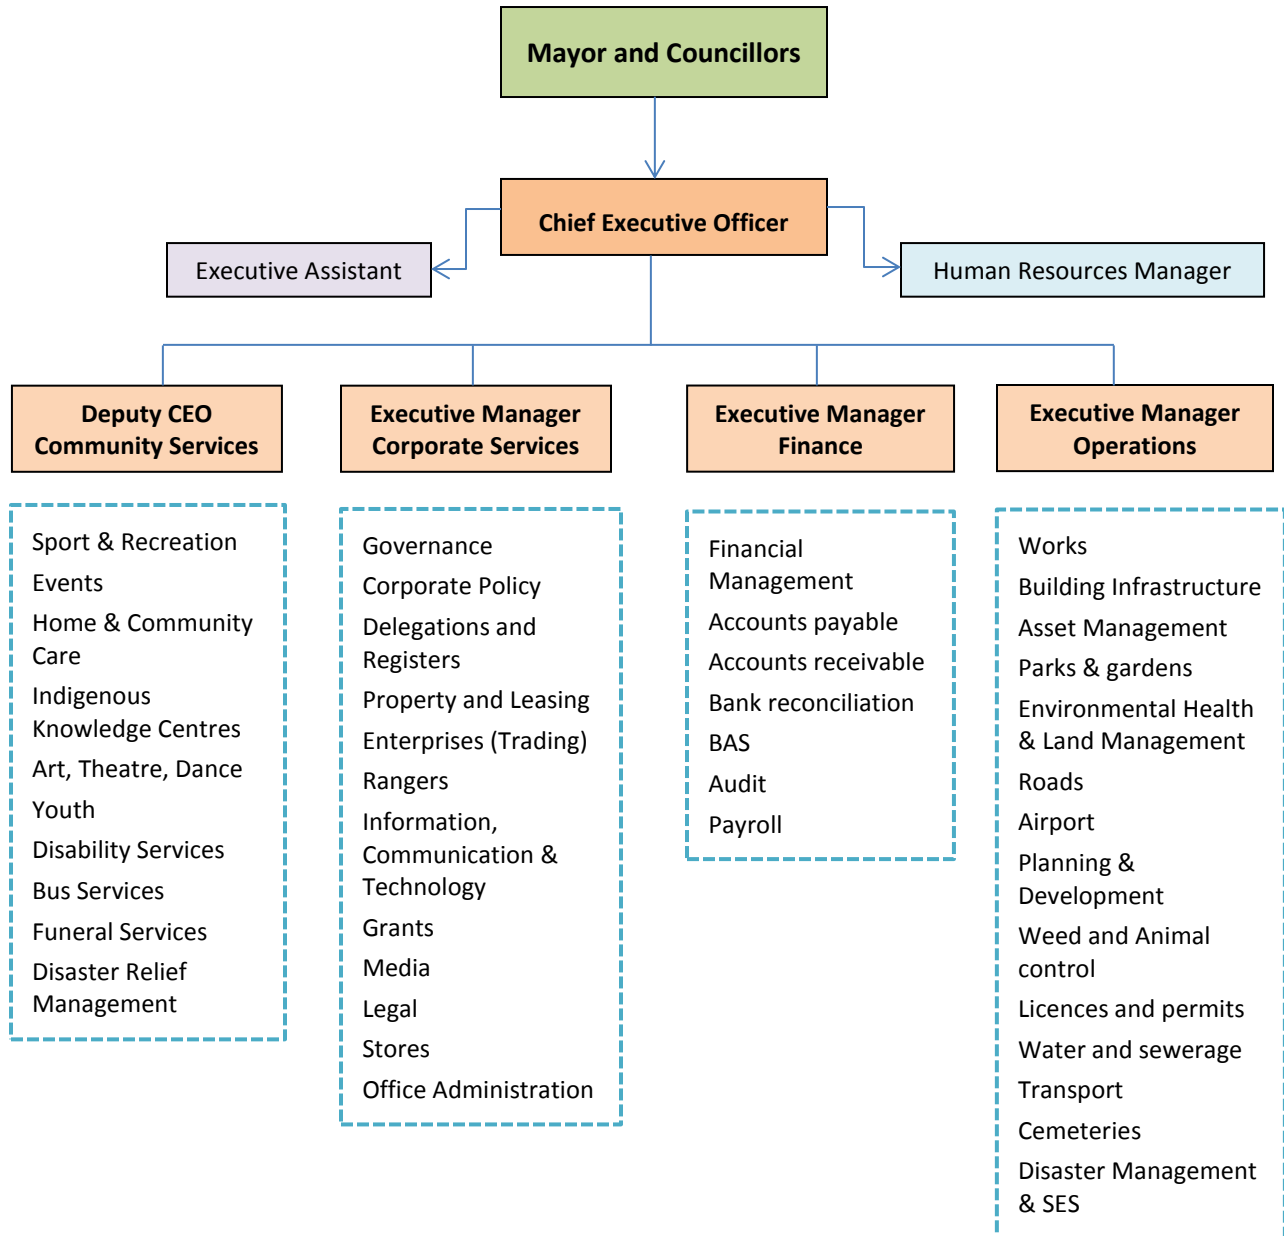 Mayor and Councillors
Chief Executive Officer
Executive Assistant
Human Resources Manager
Deputy CEO
Community Services
Executive Manager
Corporate Services
Executive Manager
Finance
Executive Manager
Operations
Sport & Recreation
Events
Home & Community
Care
Indigenous
Knowledge Centres
Art, Theatre, Dance
Youth
Disability Services
Bus Services
Funeral Services
Disaster Relief
Management
Governance
Corporate Policy
Delegations and
Registers
Property and Leasing
Enterprises (Trading)
Rangers
Information,
Communication &
Technology
Grants
Media
Legal
Stores
Office Administration
Financial
Management
Accounts payable
Accounts receivable
Bank reconciliation
BAS
Audit
Payroll
Works
Building Infrastructure
Asset Management
Parks & gardens
Environmental Health
& Land Management
Roads
Airport
Planning &
Development
Weed and Animal
control
Licences and permits
Water and sewerage
Transport
Cemeteries
Disaster Management
& SES